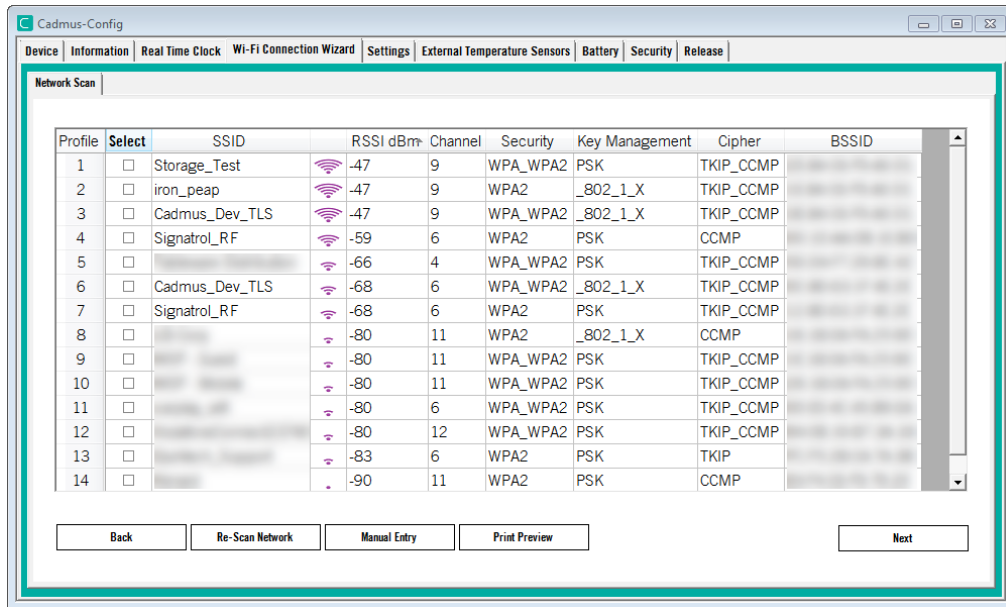 Cadmus-Config
Device Information Real Time Clock Wi-Fi Connection Wizard Settings External Temperature Sensors Battery Security Release
Network Scan
Profile Select SSID RSSI dBm Channel Security Key Management Cipher BSSID
1 Storage_Test -47 9 WPA_WPA2 PSK TKIP_CCMP
2 iron_peap -47 9 WPA2 _802_1_X TKIP_CCMP
3 Cadmus_Dev_TLS -47 9 WPA_WPA2 _802_1_X TKIP_CCMP
4 Signatrol_RF -59 6 WPA2 PSK CCMP
5 -66 4 WPA_WPA2 PSK TKIP_CCMP
6 Cadmus_Dev_TLS -68 6 WPA_WPA2 _802_1_X TKIP_CCMP
7 Signatrol_RF -68 6 WPA2 PSK TKIP_CCMP
8 -80 11 WPA2 _802_1_X CCMP
9 -80 11 WPA_WPA2 PSK TKIP_CCMP
10 -80 11 WPA_WPA2 PSK TKIP_CCMP
11 -80 6 WPA_WPA2 PSK TKIP_CCMP
12 -80 12 WPA_WPA2 PSK TKIP_CCMP
13 -83 6 WPA2 PSK TKIP
14 -90 11 WPA2 PSK CCMP
Back Re-Scan Network Manual Entry Print Preview Next